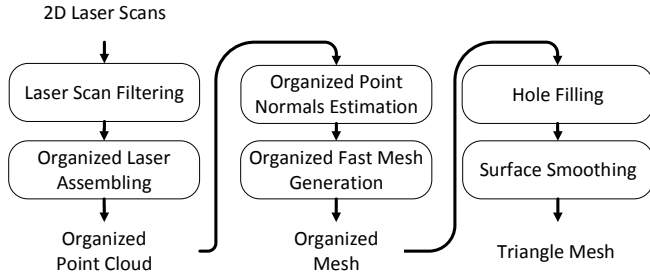 2D Laser Scans
Laser Scan Filtering
Organized Laser
Assembling
Organized
Point Cloud
Organized Point
Normals Estimation
Organized Fast Mesh
Generation
Organized
Mesh
Hole Filling
Surface Smoothing
Triangle Mesh